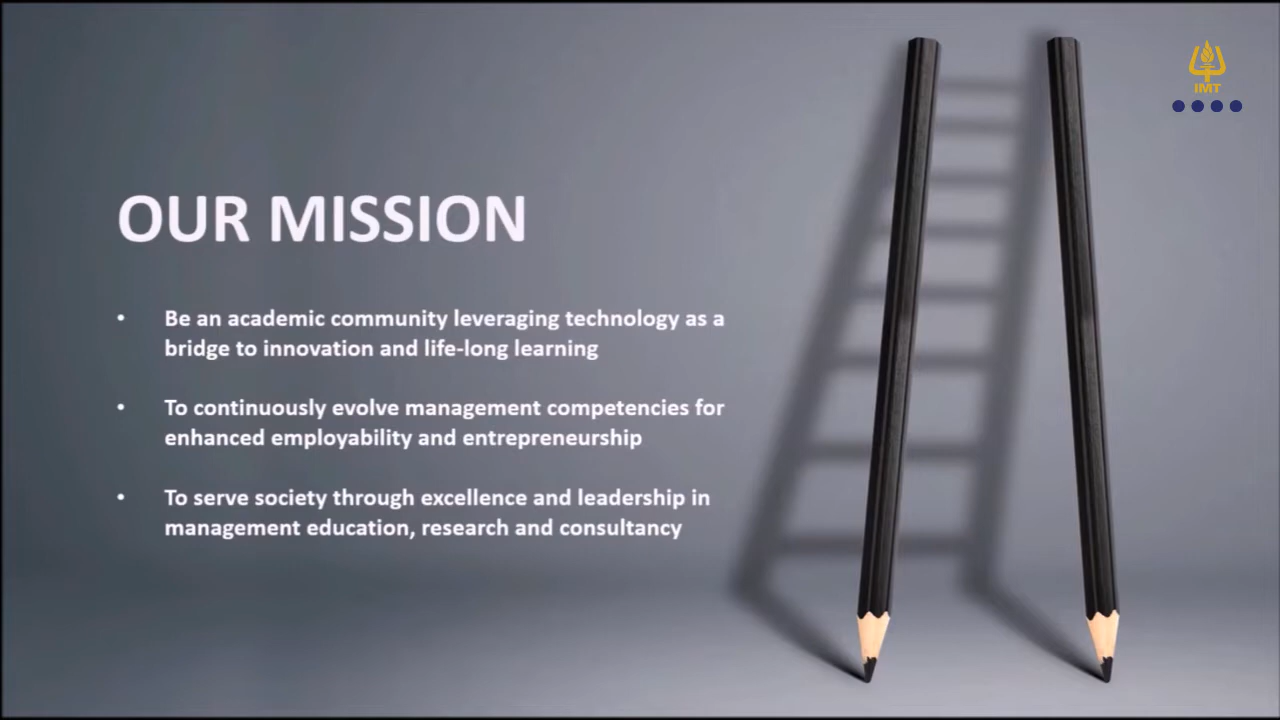 IMT
OUR MISSION
• Be an academic community leveraging technology as a
bridge to innovation and life-long learning
• To continuously evolve management competencies for
enhanced employability and entrepreneurship
• To serve society through excellence and leadership in
management education, research and consultancy